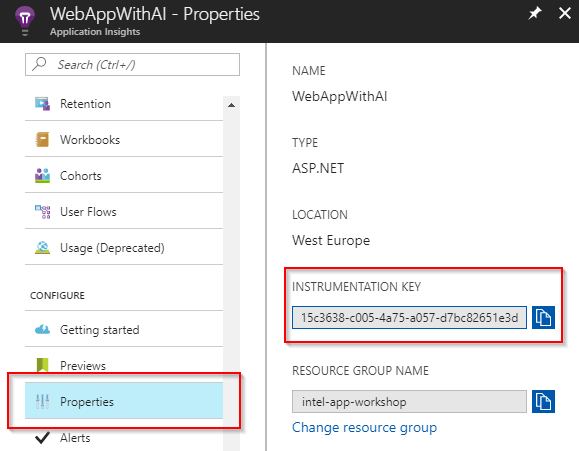 WebAppWithAI - Properties
Application Insights
Search (Ctrl+/)
Retention
Workbooks
Cohorts
User Flows
Usage (Deprecated)
CONFIGURE
Getting started
Previews
Properties
Alerts
NAME
WebAppWithAI
TYPE
ASP.NET
LOCATION
West Europe
INSTRUMENTATION KEY
15c3638-c005-4a75-a057-d7bc82651e3d
RESOURCE GROUP NAME
intel-app-workshop
Change resource group